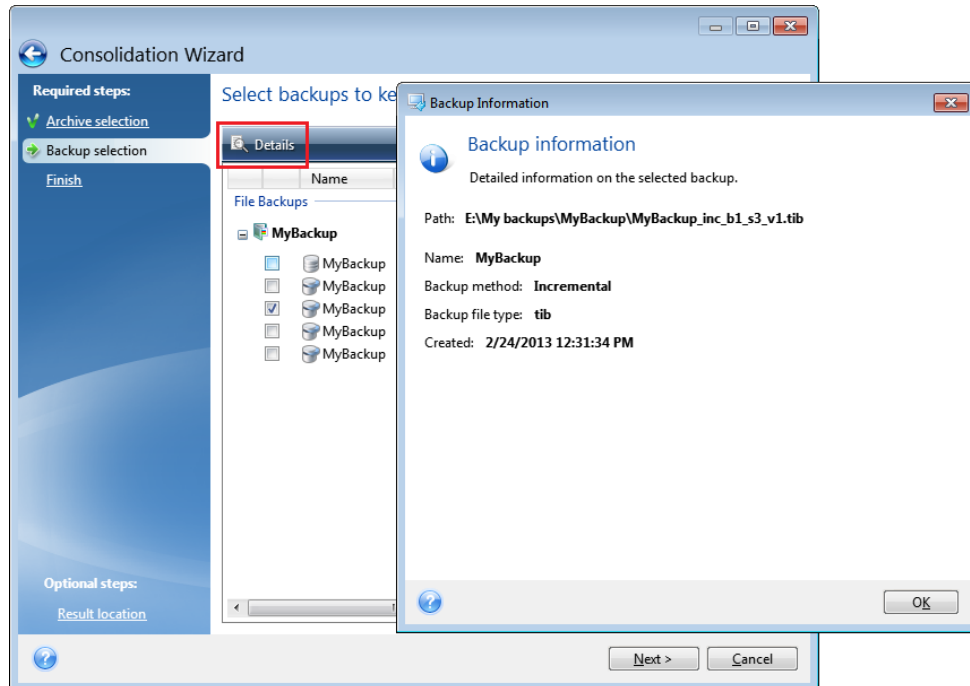 Consolidation Wizard
Required steps:
Archive selection
Backup selection
Finish
Optional steps:
Result location
Select backups to ke
Details
Name
File Backups
MyBackup
MyBackup
MyBackup
MyBackup
MyBackup
MyBackup
Next >
Cancel
Backup Information
Backup information
Detailed information on the selected backup.
Path: E:\My backups\MyBackup\MyBackup_inc_b1_s3_v1.tib
Name: MyBackup
Backup method: Incremental
Backup file type: tib
Created: 2/24/2013 12:31:34 PM
OK